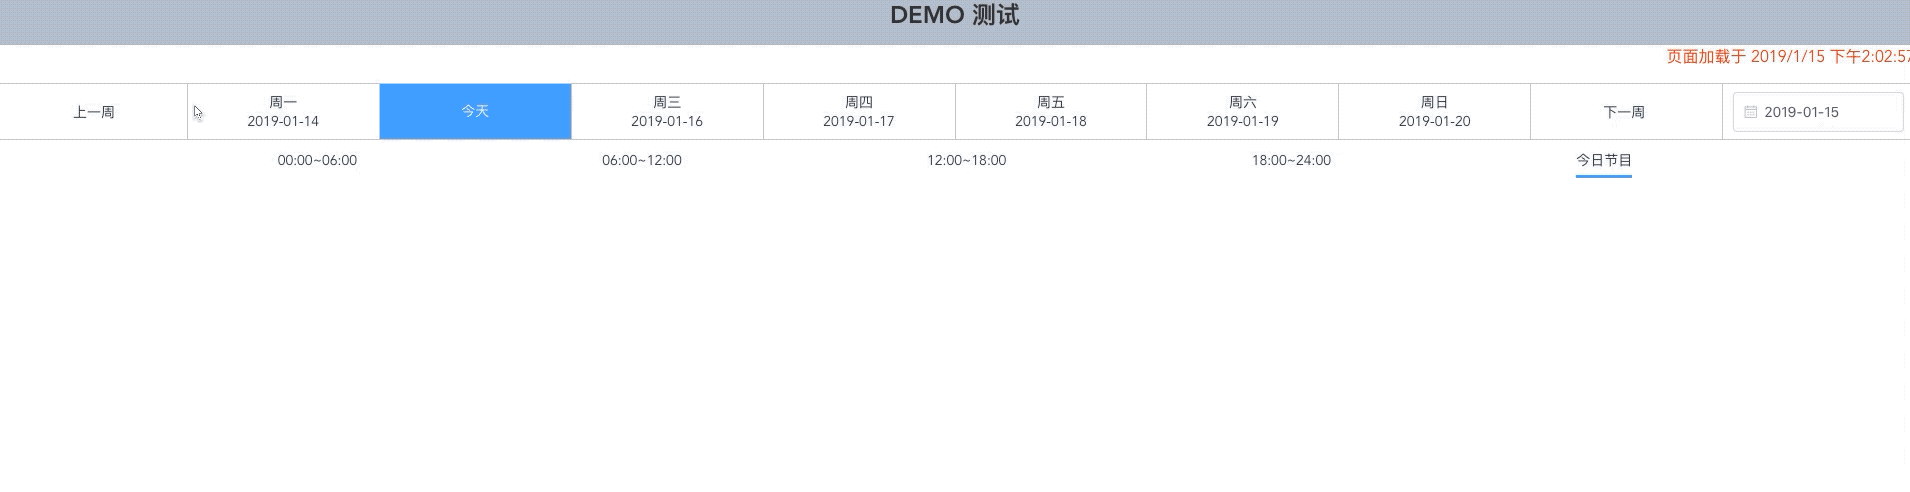 DEMO 测试
页面加载于 2019/1/15 下午2:02:57
上一周
周一
2019-01-14
今天
周三
2019-01-16
周四
2019-01-17
周五
2019-01-18
周六
2019-01-19
周日
2019-01-20
下一周
2019-01-15
00:00~06:00
06:00~12:00
12:00~18:00
18:00~24:00
今日节目